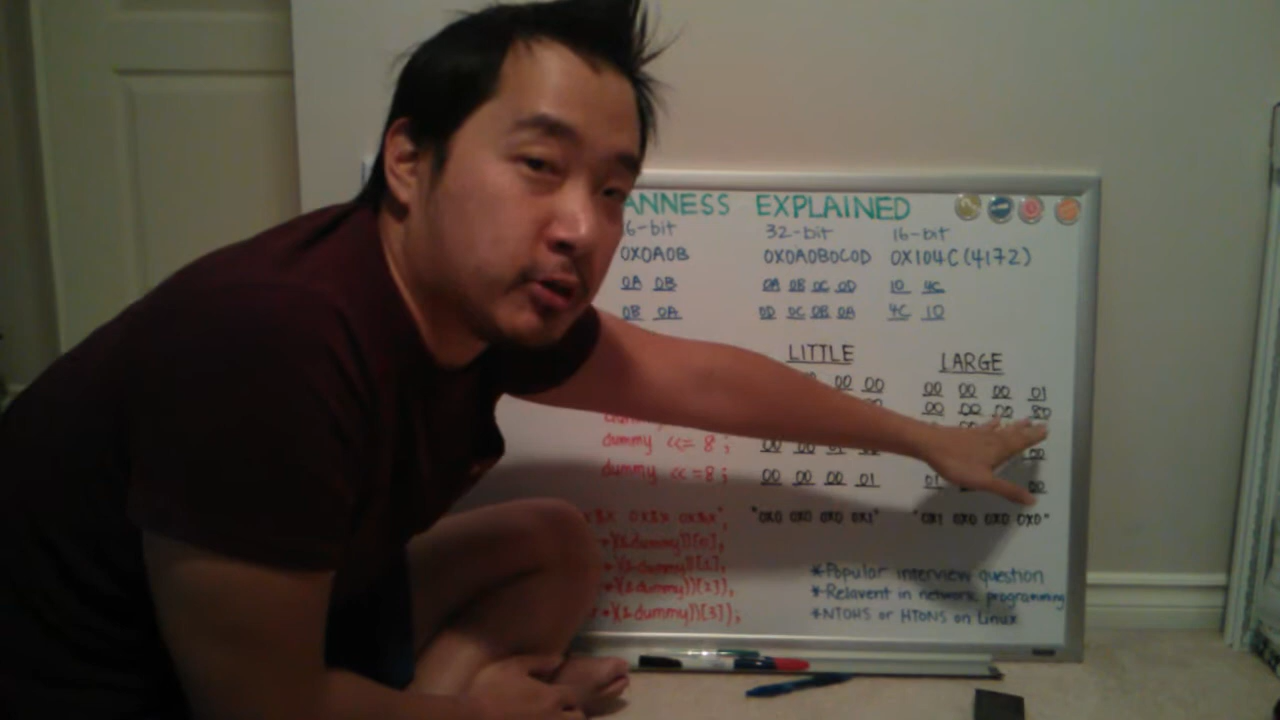 ANNESS EXPLAINED
6-bit 32-bit 16-bit
0X0A0B 0X0A0B0C0D 0X104C(4172)
0A 0B 0A 0B 0C 0D 10 4C
0B 0A 0D 0C 0B 0A 4C 10
LITTLE LARGE
00 00 00 00 00 01
00 00 00 80
dummy <<= 8; 00 00
dummy <<=8; 00 00 00 01 01 00
0x%x 0x%x", "0X0 0X0 0X0 0X1" "0X1 0X0 0X0 0X0"
*)(&dummy))[0],
*)(&dummy))[1], *Popular interview question
*)(&dummy))[2], *Relavent in network programming
*)(&dummy))[3]); *NTOHS or HTONS on Linux